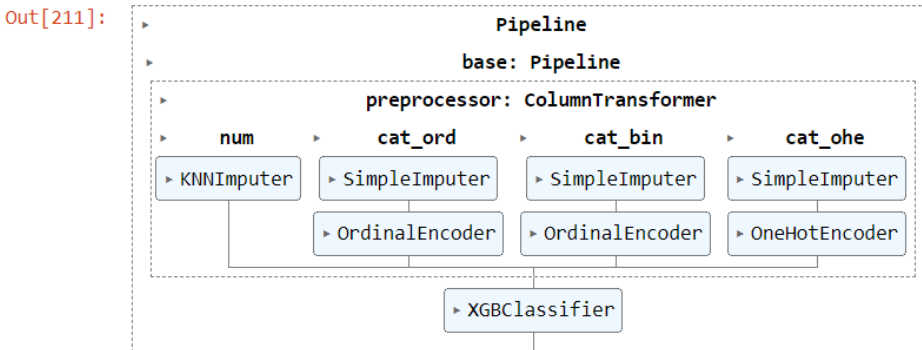 Out[211]:
Pipeline
base: Pipeline
preprocessor: ColumnTransformer
num cat_ord cat_bin cat_ohe
KNNImputer SimpleImputer SimpleImputer SimpleImputer
OrdinalEncoder OrdinalEncoder OneHotEncoder
XGBClassifier